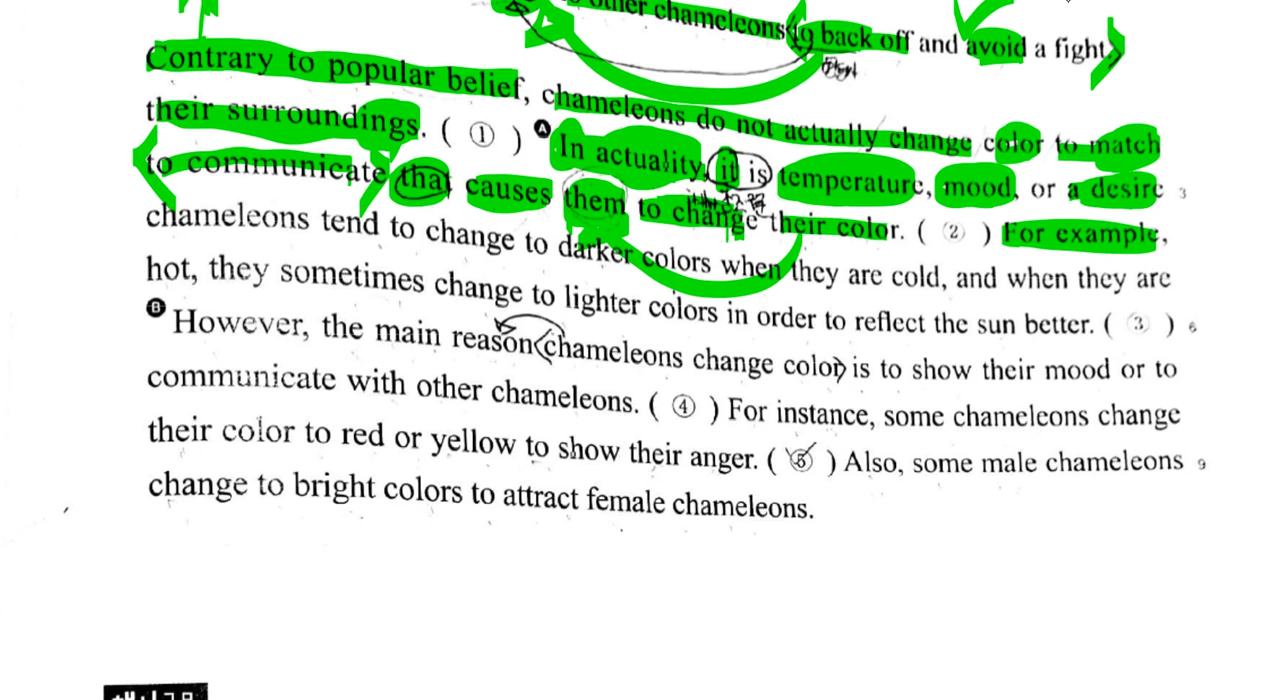 other chameleons to back off and avoid a fight.
Contrary to popular belief, chameleons do not actually change color to match
their surroundings. ( ① ) A In actuality, it is temperature, mood, or a desire 3
to communicate that causes them to change their color. ( ② ) For example,
chameleons tend to change to darker colors when they are cold, and when they are
hot, they sometimes change to lighter colors in order to reflect the sun better. ( ③ ) 6
B However, the main reason chameleons change color is to show their mood or to
communicate with other chameleons. ( ④ ) For instance, some chameleons change
their color to red or yellow to show their anger. ( ⑤ ) Also, some male chameleons 9
change to bright colors to attract female chameleons.